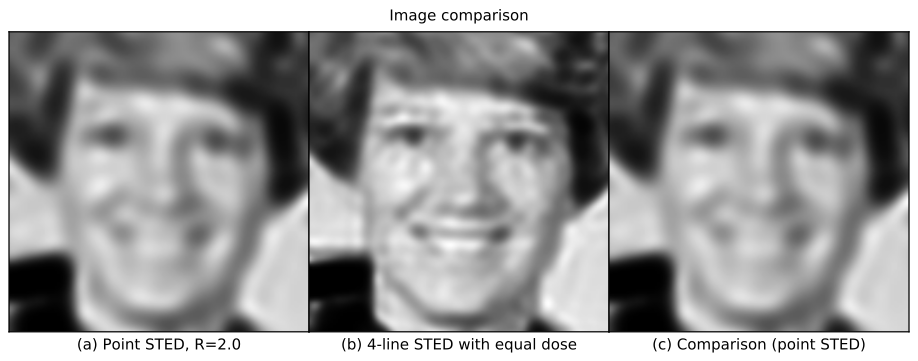 Image comparison
(a) Point STED, R=2.0
(b) 4-line STED with equal dose
(c) Comparison (point STED)